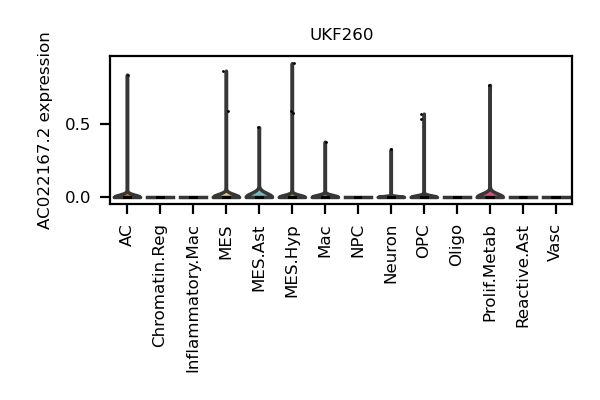 UKF260
AC022167.2 expression
0.5
0.0
AC
Chromatin.Reg
Inflammatory.Mac
MES
MES.Ast
MES.Hyp
Mac
NPC
Neuron
OPC
Oligo
Prolif.Metab
Reactive.Ast
Vasc